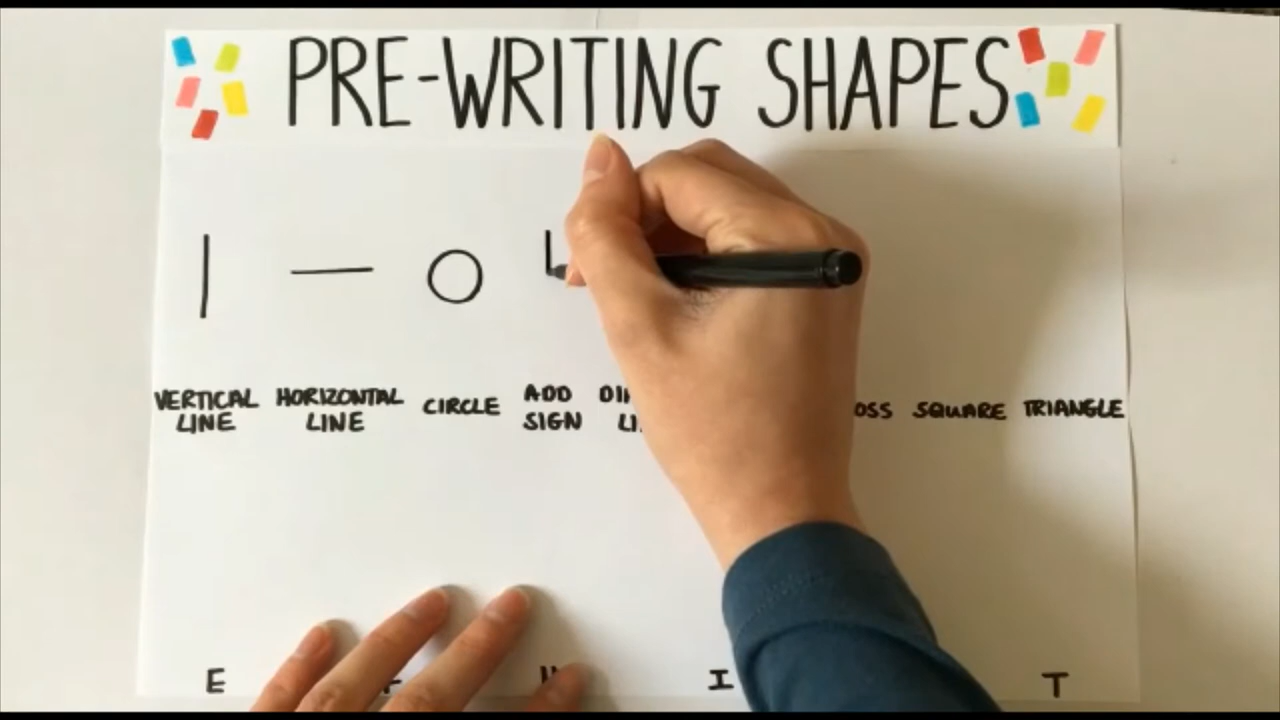 PRE-WRITING SHAPES
VERTICAL LINE
HORIZONTAL LINE
CIRCLE
ADD SIGN
SQUARE
TRIANGLE
E
I
T